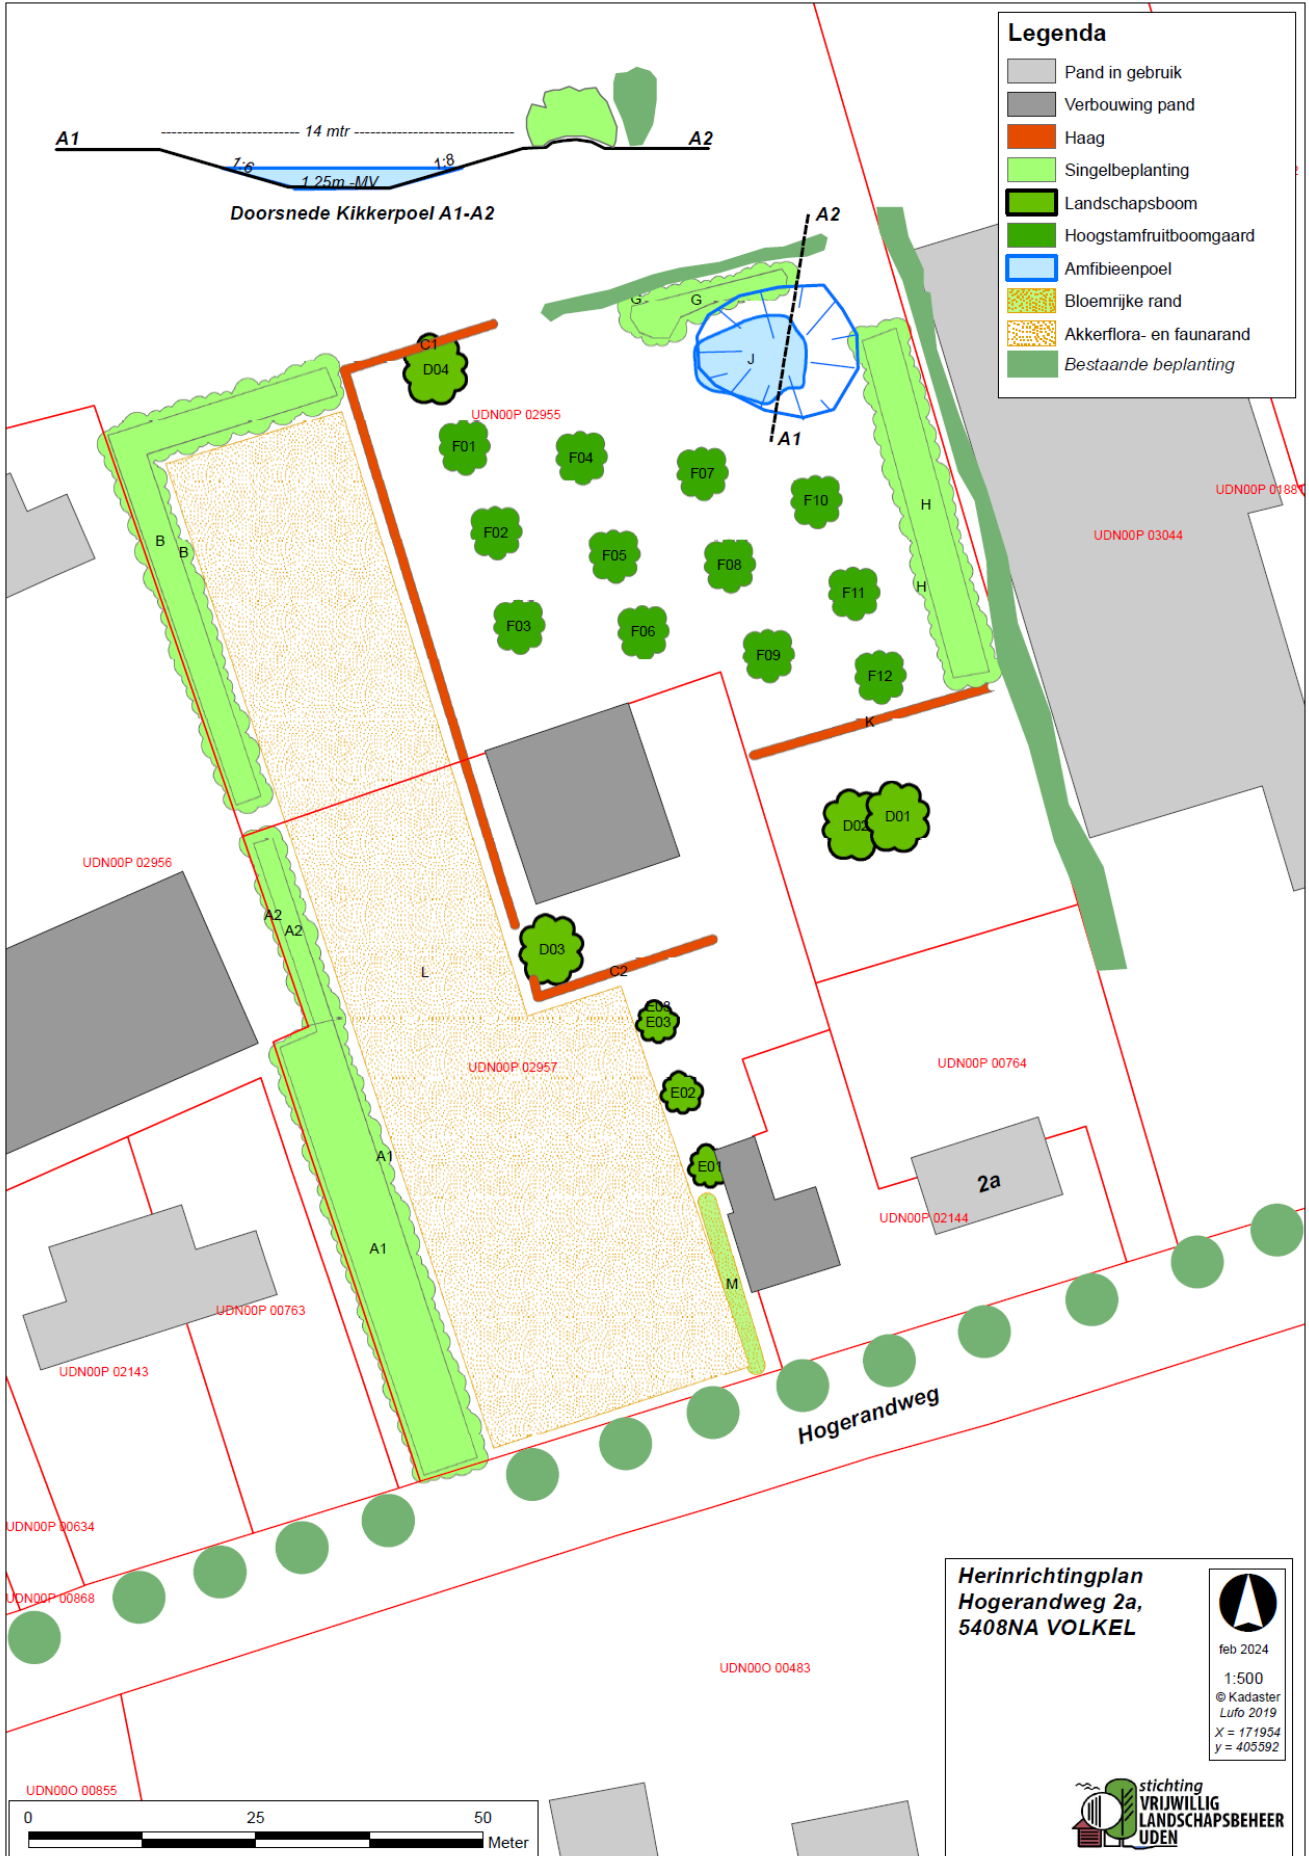 Legenda
Pand in gebruik
Verbouwing pand
Haag
Singelbeplanting
Landschapsboom
Hoogstamfruitboomgaard
Amfibieenpoel
Bloemrijke rand
Akkerflora- en faunarand
Bestaande beplanting
A1
14 mtr
A2
1:6
1:8
1.25m -MV
Doorsnede Kikkerpoel A1-A2
A2
G
G
C1
D04
J
UDN00P 02955
A1
F01
F04
F07
F10
UDN00P 01881
H
B
B
F02
F05
F08
UDN00P 03044
F11
H
F03
F06
F09
F12
K
D02
D01
UDN00P 02956
A2
A2
D03
L
C2
E03
E03
UDN00P 02957
UDN00P 00764
E02
A1
E01
2a
UDN00P 02144
A1
M
UDN00P 00763
UDN00P 02143
Hogerandweg
UDN00P 00634
UDN00P 00868
UDN00O 00483
UDN00O 00855
Herinrichtingplan
Hogerandweg 2a,
5408NA VOLKEL
feb 2024
1:500
© Kadaster
Lufo 2019
X = 171954
y = 405592
stichting
VRIJWILLIG
LANDSCHAPSBEHEER
UDEN
0 25 50
Meter